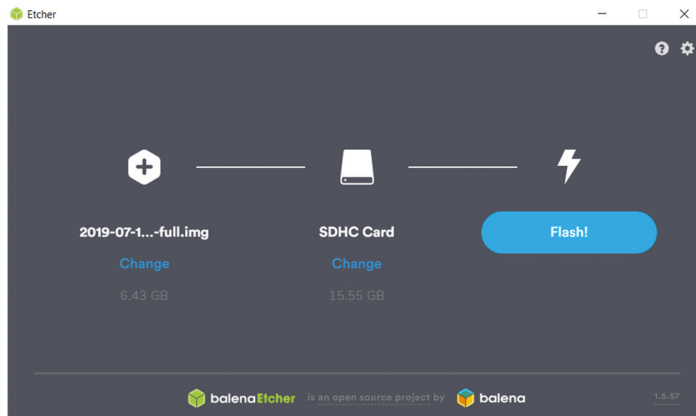 Etcher
2019-07-1...-full.img
SDHC Card
Flash!
Change
Change
6.43 GB
15.55 GB
balenaEtcher is an open source project by balena
1.5.57